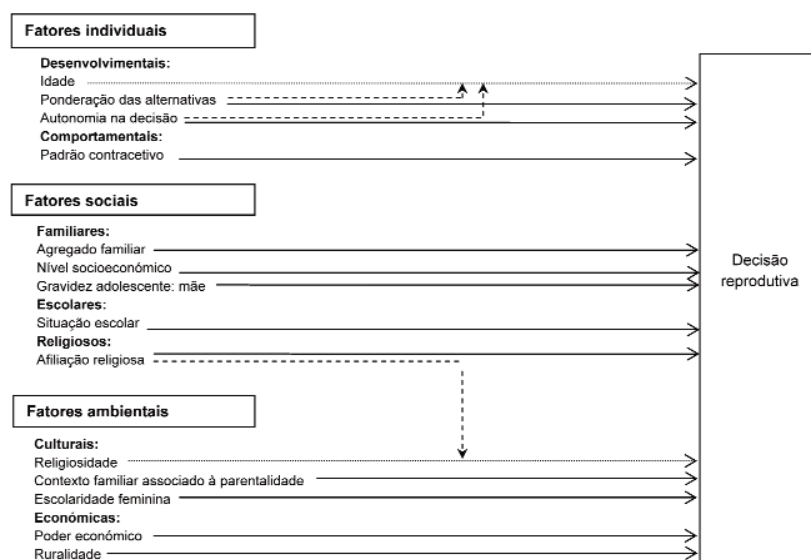 Fatores individuais
Desenvolvimentais:
Idade
Ponderação das alternativas
Autonomia na decisão
Comportamentais:
Padrão contracetivo
Fatores sociais
Familiares:
Agregado familiar
Nível socioeconómico
Gravidez adolescente: mãe
Escolares:
Situação escolar
Religiosos:
Afiliação religiosa
Fatores ambientais
Culturais:
Religiosidade
Contexto familiar associado à parentalidade
Escolaridade feminina
Económicas:
Poder económico
Ruralidade
Decisão
reprodutiva